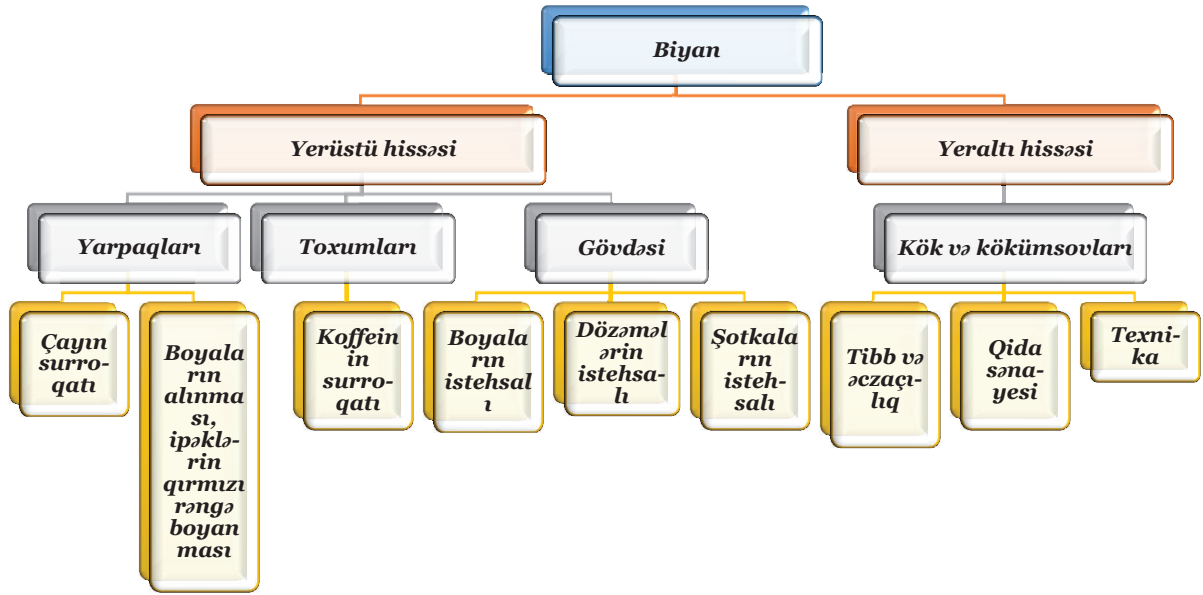 Biyan
Yerüstü hissəsi
Yeraltı hissəsi
Yarpaqları
Toxumları
Gövdəsi
Kök və kökümsovları
Çayın
surro-
qatı
Boyala
rın
alınma
sı,
ipəklə-
rin
qırmızı
rəngə
boyan
ması
Koffein
in
surro-
qatı
Boyala
rın
istehsal
ı
Dözəməl
ərin
istehsa-
lı
Şotkala
rın
isteh-
salı
Tibb və
əczaçı-
lıq
Qida
səna-
yesi
Texni-
ka